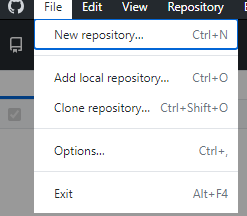 File Edit View Repository
New repository... Ctrl+N
Add local repository... Ctrl+O
Clone repository... Ctrl+Shift+O
Options... Ctrl+,
Exit Alt+F4